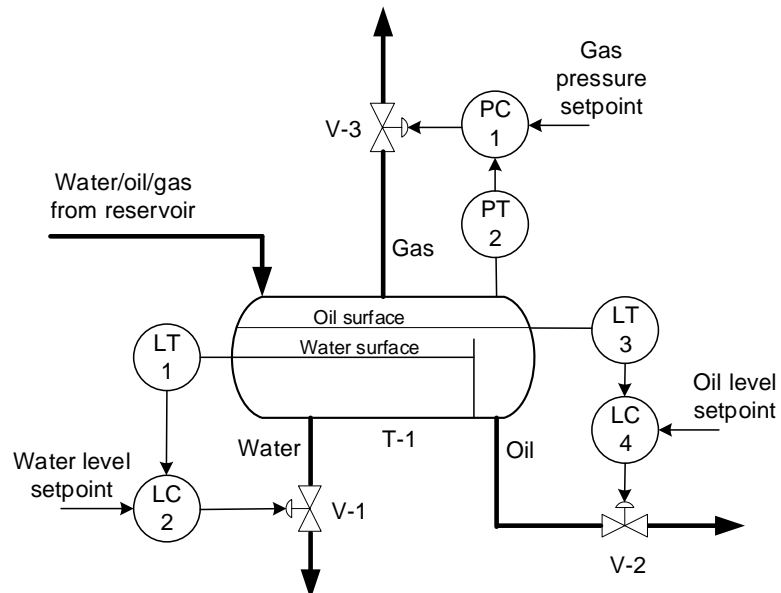 Gas
pressure
setpoint
PC
1
V-3
Water/oil/gas
from reservoir
PT
2
Gas
Oil surface
LT
3
Water surface
LT
1
Oil level
setpoint
LC
4
Water
T-1
Oil
Water level
setpoint
LC
2
V-1
V-2